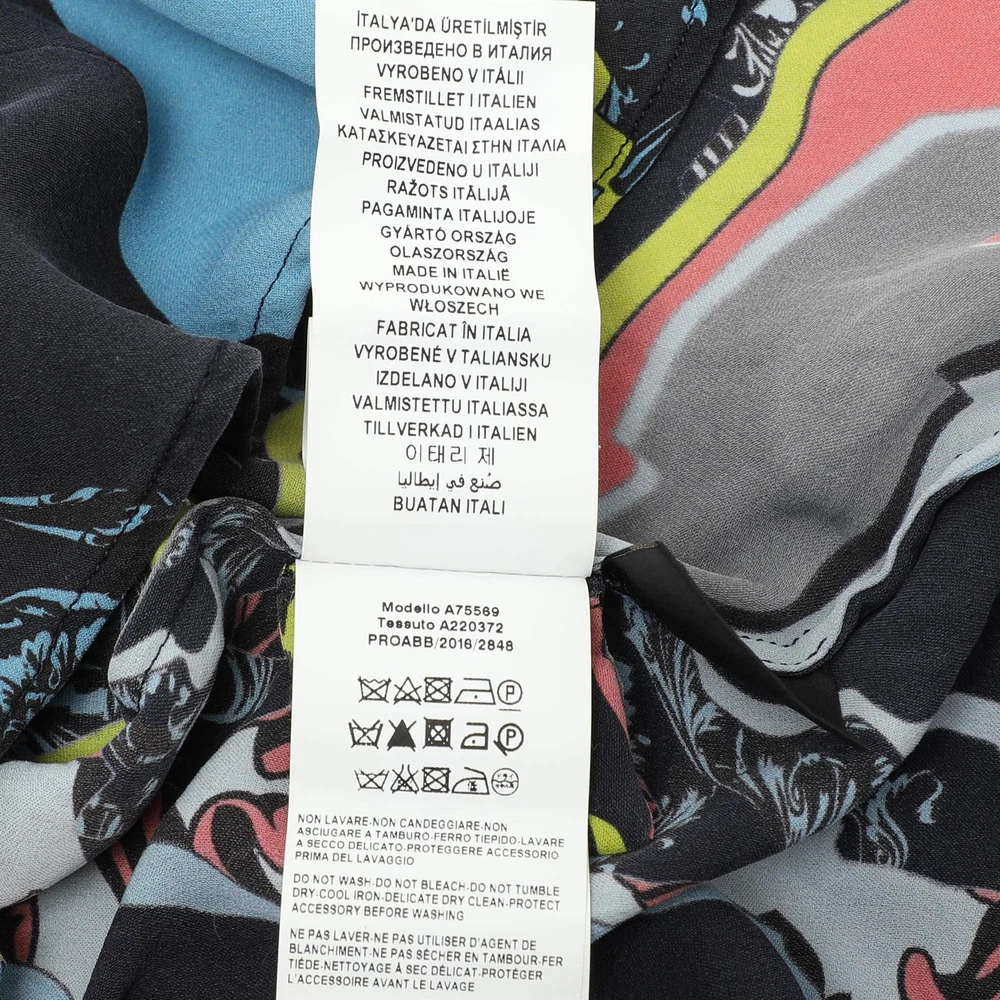 İTALYA'DA ÜRETİLMİŞTİR
ПРОИЗВЕДЕНО В ИТАЛИЯ
VYROBENO V ITÁLII
FREMSTILLET I ITALIEN
VALMISTATUD ITAALIAS
ΚΑΤΑΣΚΕΥΑΖΕΤΑΙ ΣΤΗΝ ΙΤΑΛΙΑ
PROIZVEDENO U ITALIJI
RAŽOTS ITĀLIJĀ
PAGAMINTA ITALIJOJE
GYÁRTÓ ORSZÁG
OLASZORSZÁG
MADE IN ITALIË
WYPRODUKOWANO WE
WŁOSZECH
FABRICAT ÎN ITALIA
VYROBENÉ V TALIANSKU
IZDELANO V ITALIJI
VALMISTETTU ITALIASSA
TILLVERKAD I ITALIEN
이태리 제
صُنع في إيطاليا
BUATAN ITALI
Modello A75569
Tessuto A220372
PROABB/2016/2848
P
P
NON LAVARE·NON CANDEGGIARE·NON
ASCIUGARE A TAMBURO·FERRO TIEPIDO·LAVARE
A SECCO DELICATO·PROTEGGERE ACCESSORIO
PRIMA DEL LAVAGGIO
DO NOT WASH·DO NOT BLEACH·DO NOT TUMBLE
DRY·COOL IRON·DELICATE DRY CLEAN·PROTECT
ACCESSORY BEFORE WASHING
NE PAS LAVER·NE PAS UTILISER D'AGENT DE
BLANCHIMENT·NE PAS SÉCHER EN TAMBOUR·FER
TIÉDE·NETTOYAGE Á SEC DÉLICAT·PROTÉGER
L'ACCESSOIRE AVANT LE LAVAGE